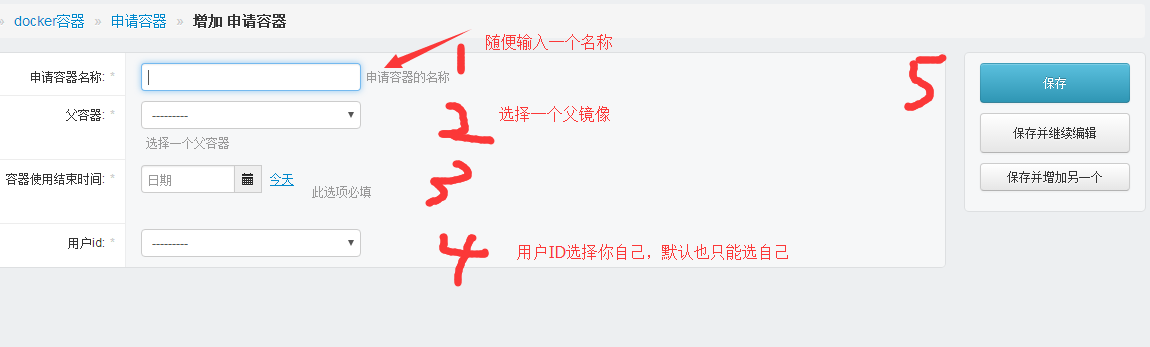 » docker容器 » 申请容器 » 增加 申请容器
随便输入一个名称
申请容器名称: *
申请容器的名称
1
5
保存
父容器: *
---------
2
选择一个父镜像
保存并继续编辑
选择一个父容器
容器使用结束时间: *
日期
今天
此选项必填
3
保存并增加另一个
用户id: *
---------
4
用户ID选择你自己，默认也只能选自己